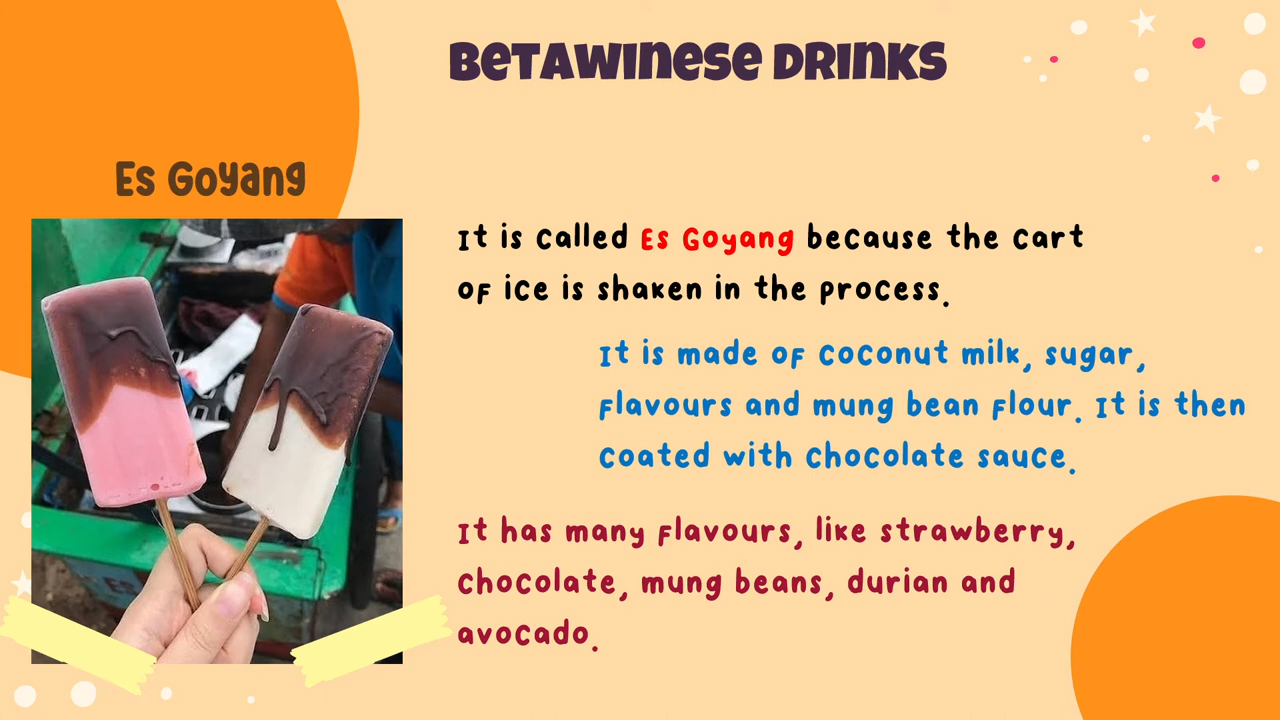 Betawinese Drinks
Es Goyang
It is called Es Goyang because the cart
of ice is shaken in the process.
It is made of coconut milk, sugar,
flavours and mung bean flour. It is then
coated with chocolate sauce.
It has many flavours, like strawberry,
chocolate, mung beans, durian and
avocado.